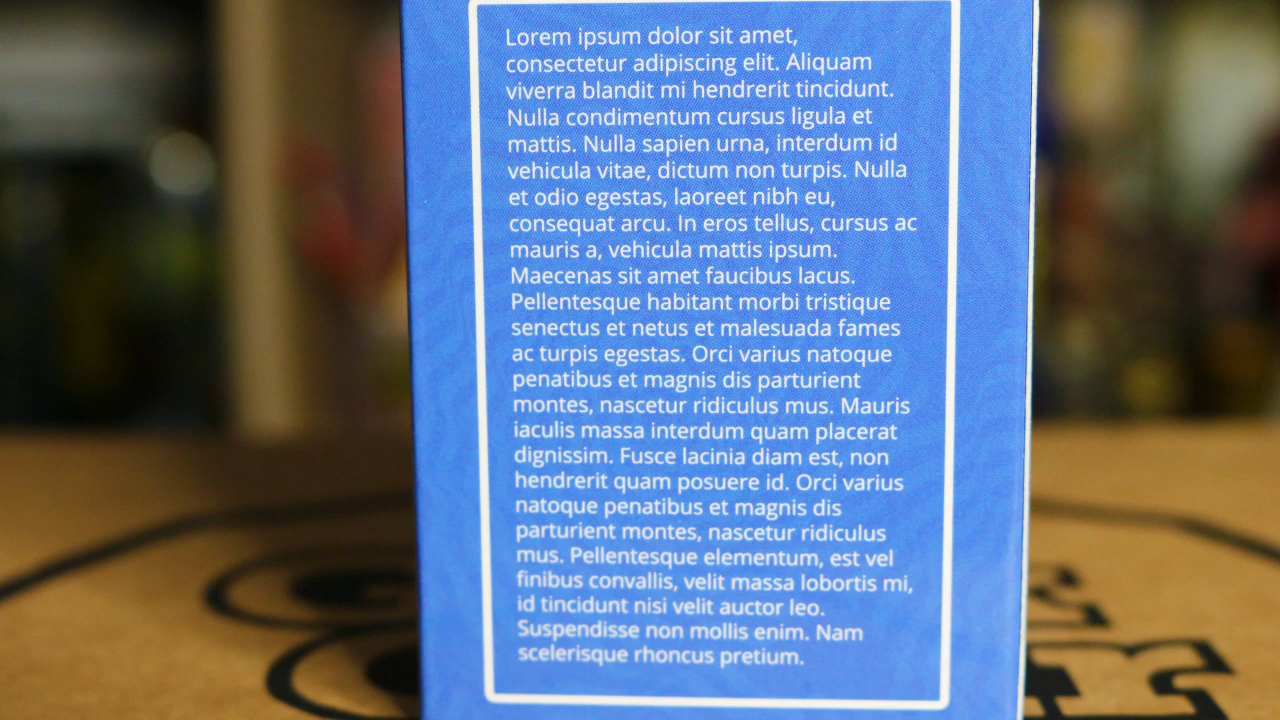 Lorem ipsum dolor sit amet,
consectetur adipiscing elit. Aliquam
viverra blandit mi hendrerit tincidunt.
Nulla condimentum cursus ligula et
mattis. Nulla sapien urna, interdum id
vehicula vitae, dictum non turpis. Nulla
et odio egestas, laoreet nibh eu,
consequat arcu. In eros tellus, cursus ac
mauris a, vehicula mattis ipsum.
Maecenas sit amet faucibus lacus.
Pellentesque habitant morbi tristique
senectus et netus et malesuada fames
ac turpis egestas. Orci varius natoque
penatibus et magnis dis parturient
montes, nascetur ridiculus mus. Mauris
iaculis massa interdum quam placerat
dignissim. Fusce lacinia diam est, non
hendrerit quam posuere id. Orci varius
natoque penatibus et magnis dis
parturient montes, nascetur ridiculus
mus. Pellentesque elementum, est vel
finibus convallis, velit massa lobortis mi,
id tincidunt nisi velit auctor leo.
Suspendisse non mollis enim. Nam
scelerisque rhoncus pretium.